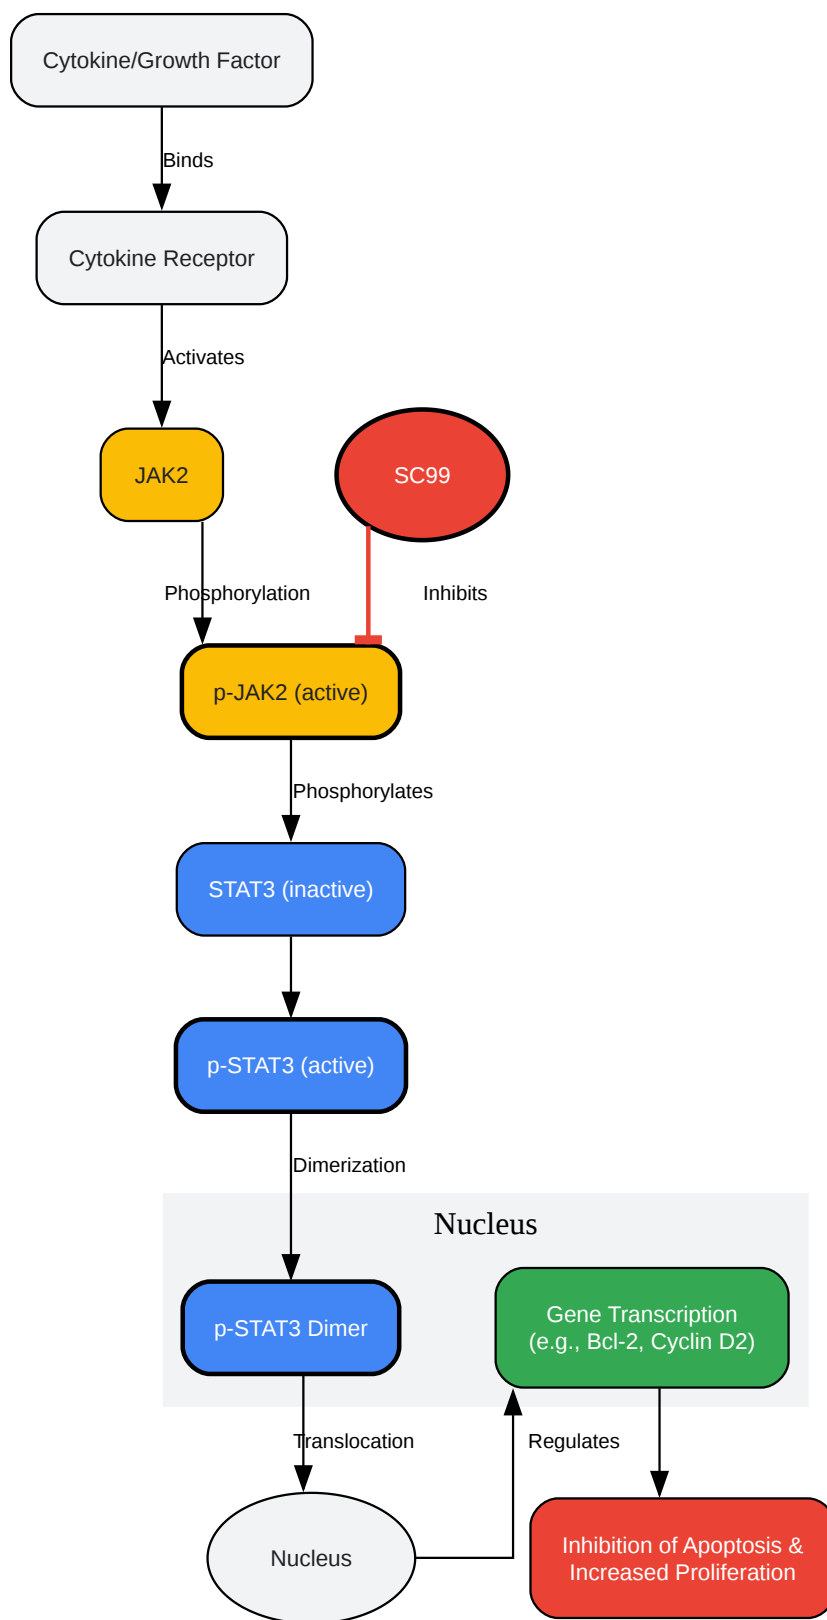 Cytokine/Growth Factor
Binds
Cytokine Receptor
Activates
JAK2
SC99
Phosphorylation
Inhibits
p-JAK2 (active)
Phosphorylates
STAT3 (inactive)
p-STAT3 (active)
Dimerization
Nucleus
p-STAT3 Dimer
Gene Transcription
(e.g., Bcl-2, Cyclin D2)
Translocation
Regulates
Nucleus
Inhibition of Apoptosis &
Increased Proliferation